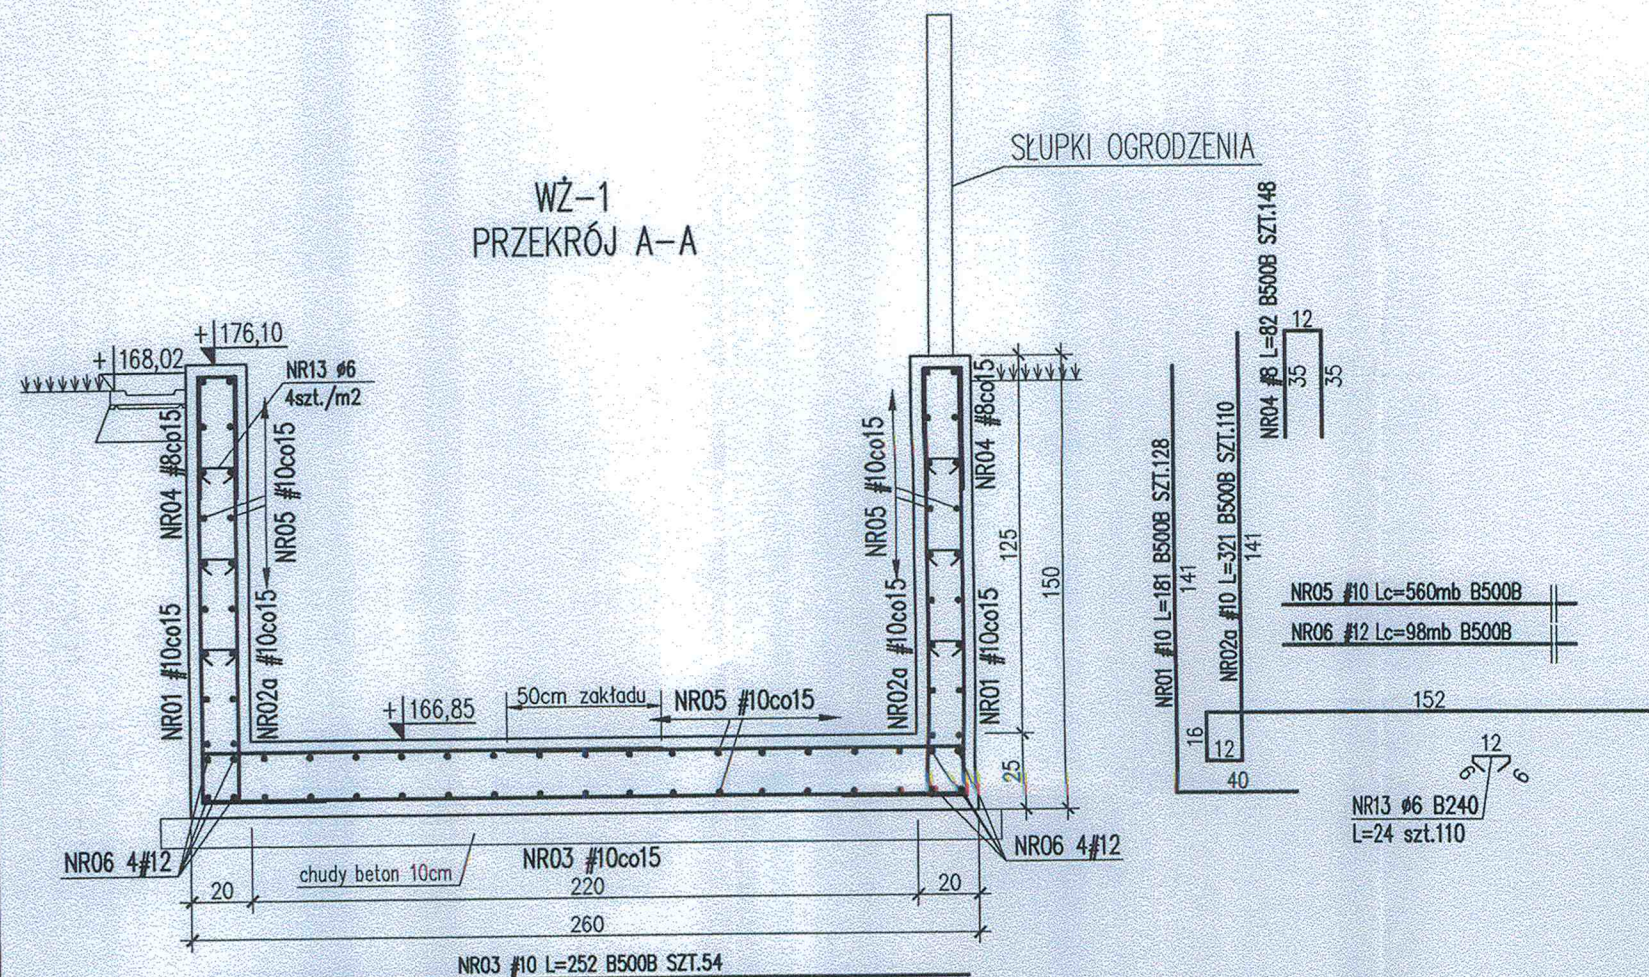 WŻ-1
PRZEKRÓJ A-A
SŁUPKI OGRODZENIA
+ 176,10
+ 168,02
NR13 ø6
4szt./m2
NR04 #8co15
NR05 #10co15
NR01 #10co15
NR02a #10co15
+ 166,85
50cm zakładu
NR05 #10co15
NR05 #10co15
NR02a #10co15
NR04 #8co15
NR01 #10co15
125
150
25
NR06 4#12
chudy beton 10cm
NR03 #10co15
NR06 4#12
20
220
20
260
NR03 #10 L=252 B500B SZT.54
NR01 #10 L=181 B500B SZT.128
141
40
NR02a #10 L=321 B500B SZT.110
141
16
12
152
NR04 #8 L=82 B500B SZT.148
12
35
35
NR05 #10 Lc=560mb B500B
NR06 #12 Lc=98mb B500B
12
6
6
NR13 ø6 B240
L=24 szt.110